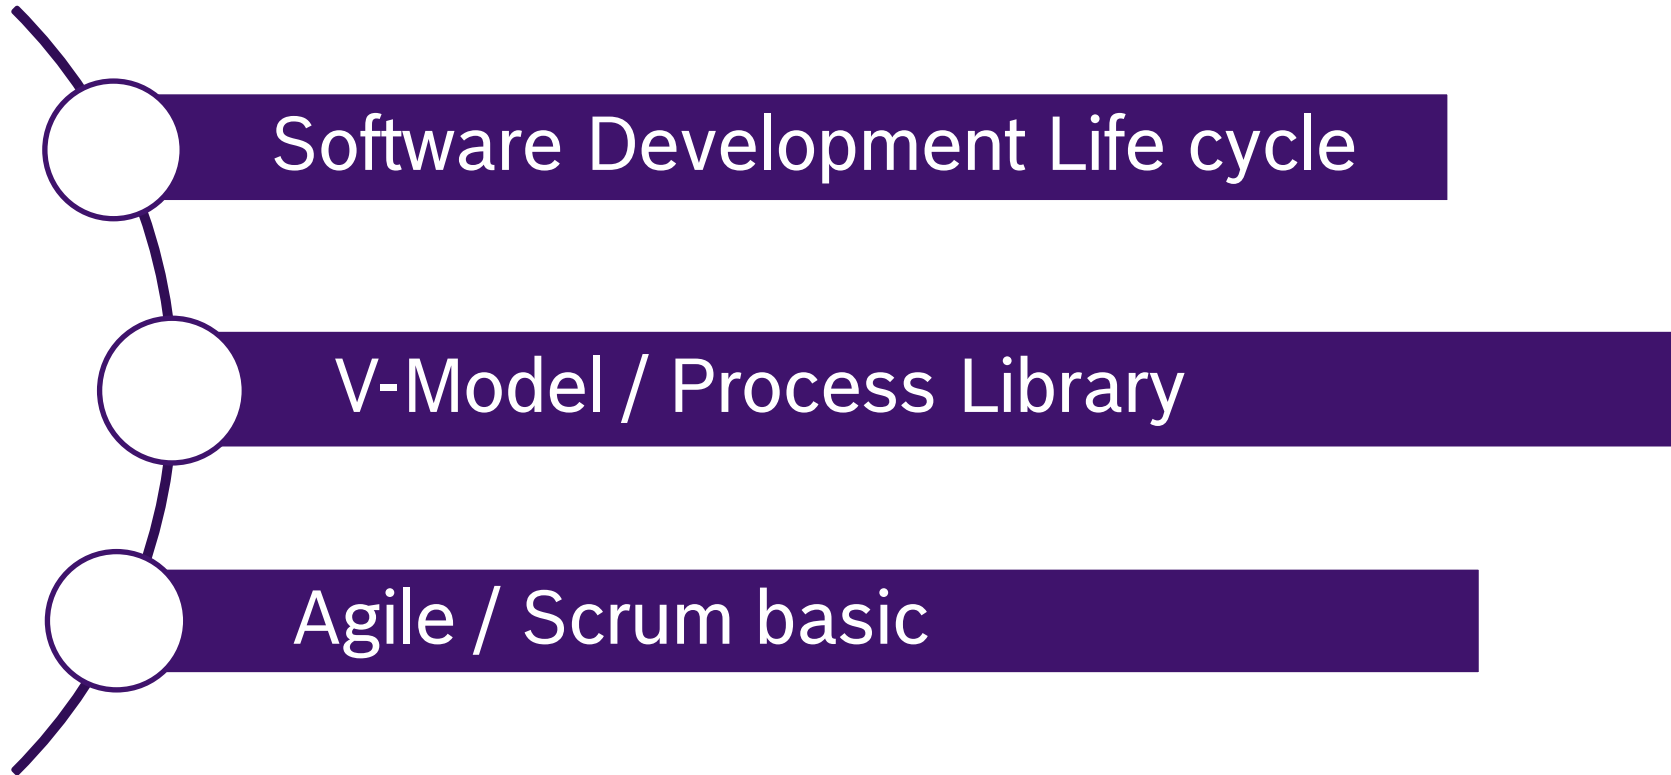 Software Development Life cycle
V-Model / Process Library
Agile / Scrum basic